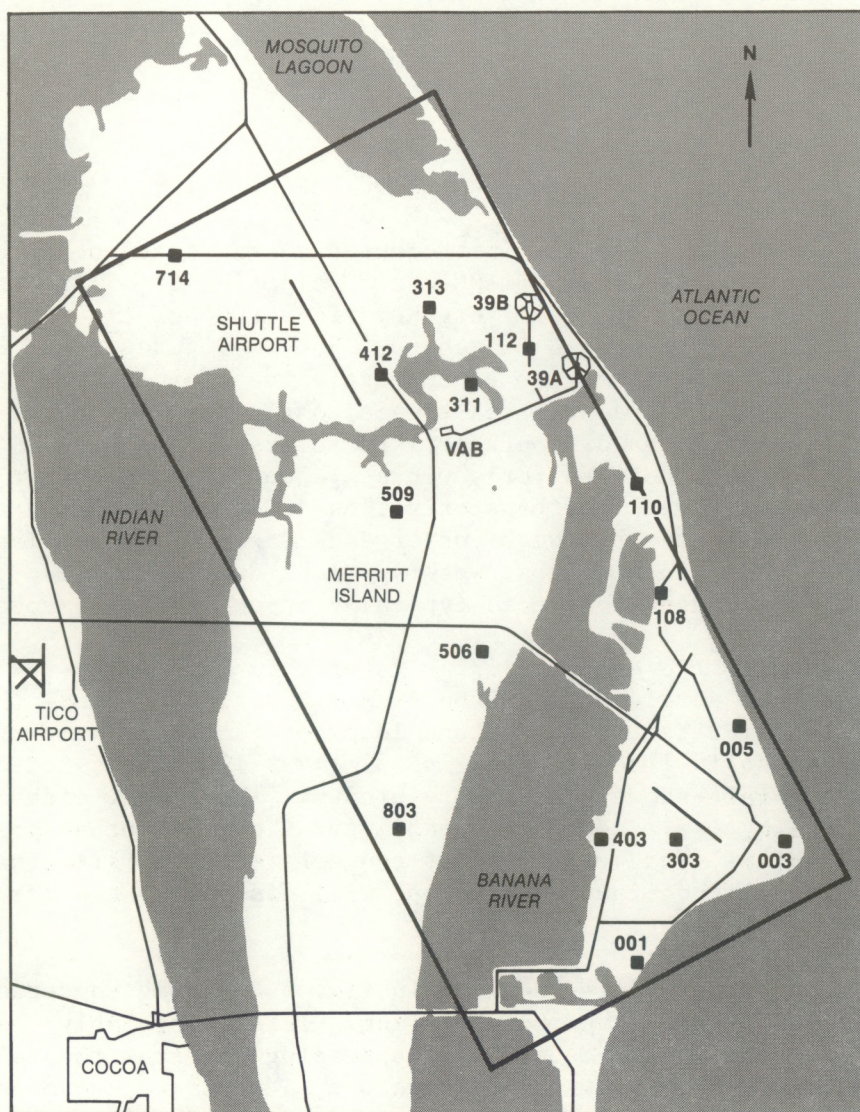 MOSQUITO
LAGOON
N
714
313
39B
ATLANTIC
OCEAN
SHUTTLE
AIRPORT
112
412
39A
311
VAB
110
509
INDIAN
RIVER
MERRITT
ISLAND
108
506
TICO
AIRPORT
005
803
403
303
003
BANANA
RIVER
001
COCOA